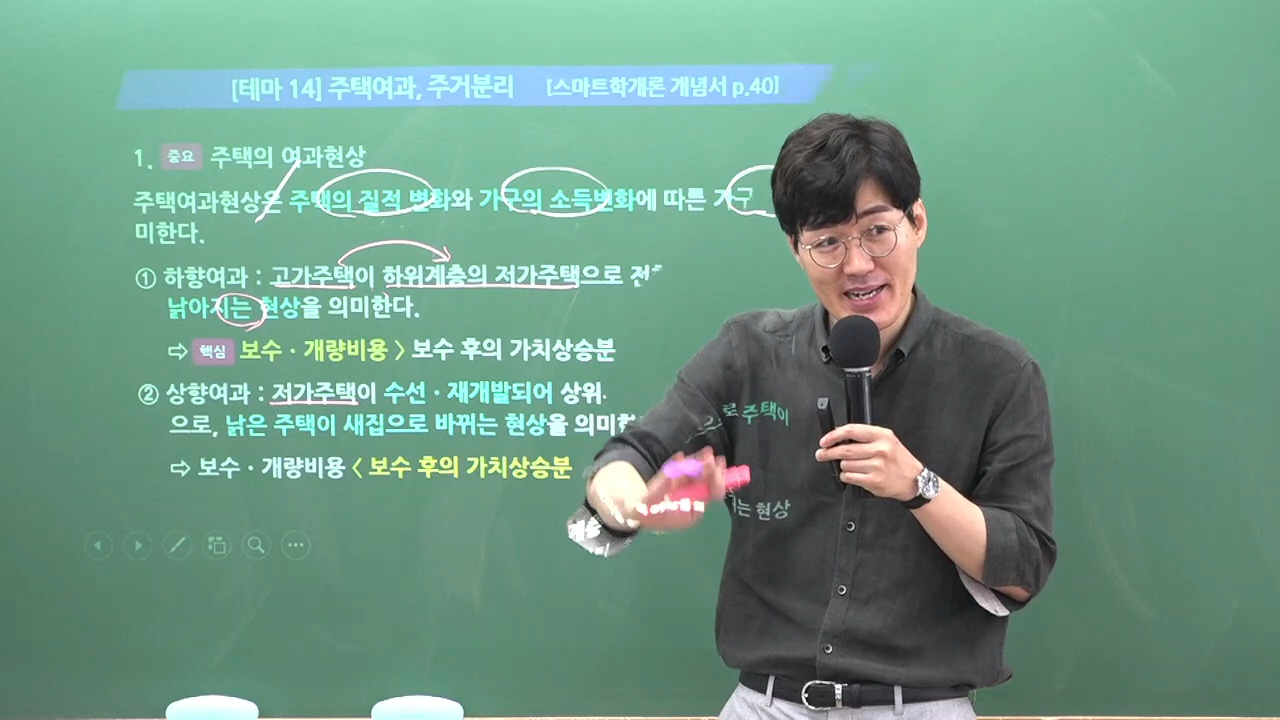 [테마 14] 주택여과, 주거분리 [스마트학개론 개념서 p.40]
1. 중요 주택의 여과현상
주택여과현상은 주택의 질적 변화와 가구의 소득변화에 따른 가구
미한다.
① 하향여과 : 고가주택이 하위계층의 저가주택으로
낡아지는 현상을 의미한다.
⇨ 핵심 보수·개량비용 > 보수 후의 가치상승분
② 상향여과 : 저가주택이 수선·재개발되어 상위
으로, 낡은 주택이 새집으로 바뀌는 현상을 의미
⇨ 보수·개량비용 < 보수 후의 가치상승분
로 주택이
는 현상